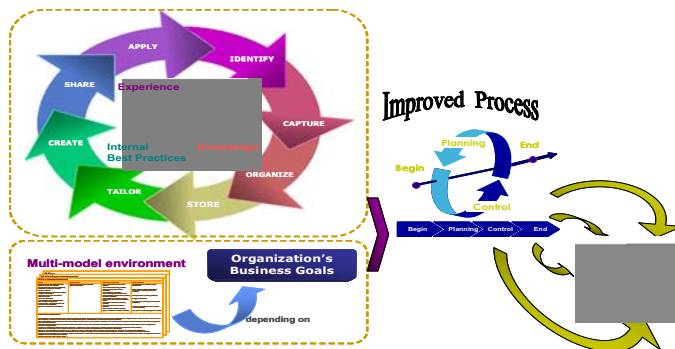 APPLY
IDENTIFY
SHARE
Experience
CAPTURE
CREATE
Internal
Best Practices
ORGANIZE
TAILOR
STORE
Improved Process
Planning
End
Begin
Control
Begin Planning Control End
Multi-model environment
Organization's
Business Goals
depending on